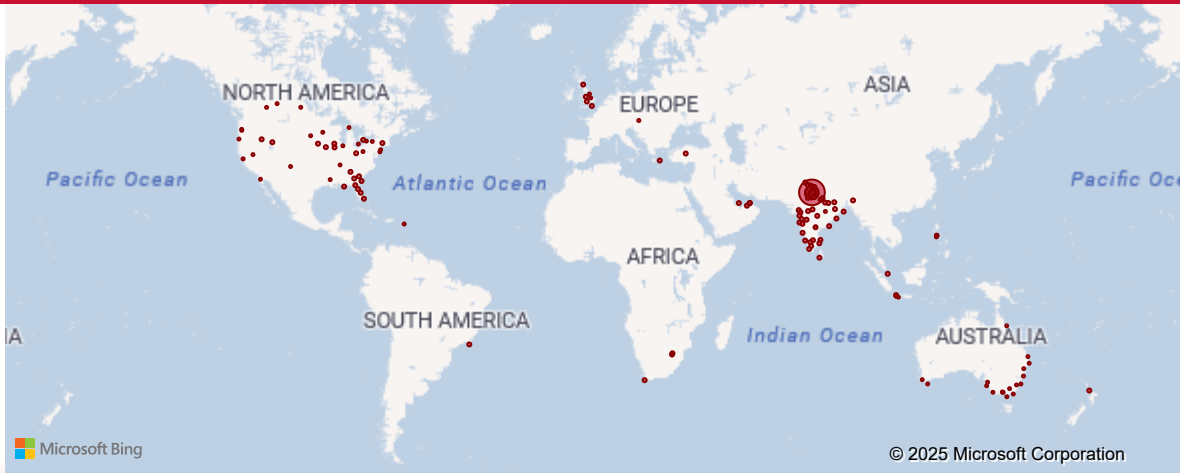 NORTH AMERICA
ASIA
EUROPE
Pacific Ocean
Atlantic Ocean
Pacific Oce
AFRICA
SOUTH AMERICA
Indian Ocean
AUSTRALIA
IA
Microsoft Bing
© 2025 Microsoft Corporation